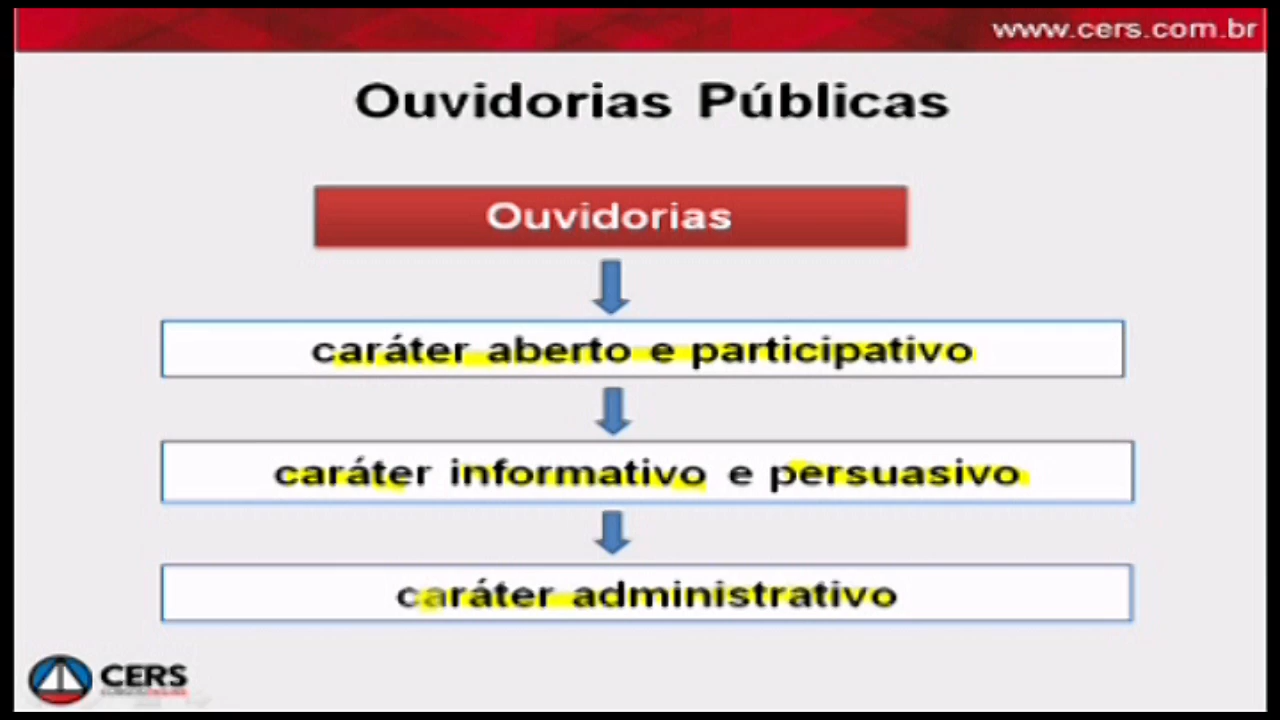 www.cers.com.br
Ouvidorias Públicas
Ouvidorias
caráter aberto e participativo
caráter informativo e persuasivo
caráter administrativo
CERS